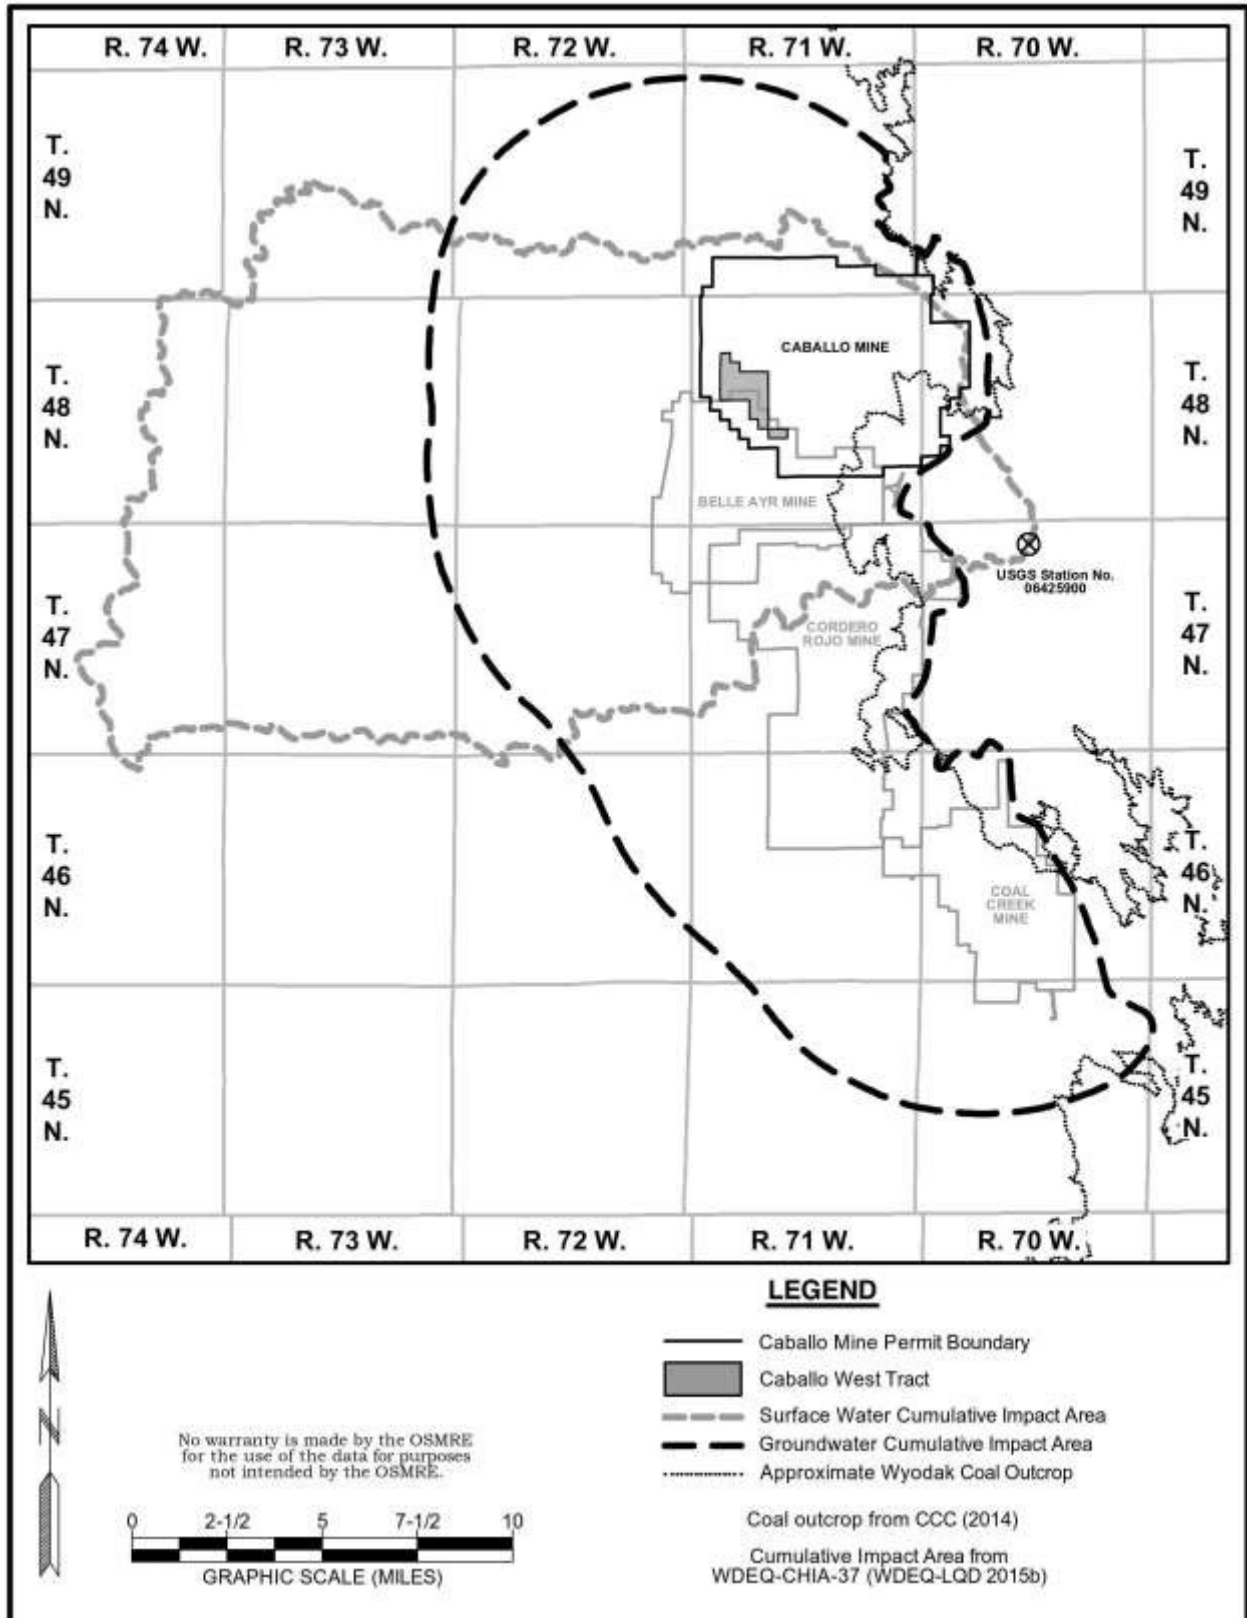 R. 74 W. R. 73 W. R. 72 W. R. 71 W. R. 70 W.
T.
49
N.
T.
49
N.
CABALLO MINE
T.
48
N.
T.
48
N.
BELLE AYR MINE
USGS Station No.
06425900
T.
47
N.
CORDERO
ROJO MINE
T.
47
N.
T.
46
N.
COAL
CREEK
MINE
T.
46
N.
T.
45
N.
T.
45
N.
R. 74 W. R. 73 W. R. 72 W. R. 71 W. R. 70 W.
LEGEND
Caballo Mine Permit Boundary
Caballo West Tract
Surface Water Cumulative Impact Area
Groundwater Cumulative Impact Area
Approximate Wyodak Coal Outcrop
N
No warranty is made by the OSMRE
for the use of the data for purposes
not intended by the OSMRE.
0 2-1/2 5 7-1/2 10
GRAPHIC SCALE (MILES)
Coal outcrop from CCC (2014)
Cumulative Impact Area from
WDEQ-CHIA-37 (WDEQ-LQD 2015b)